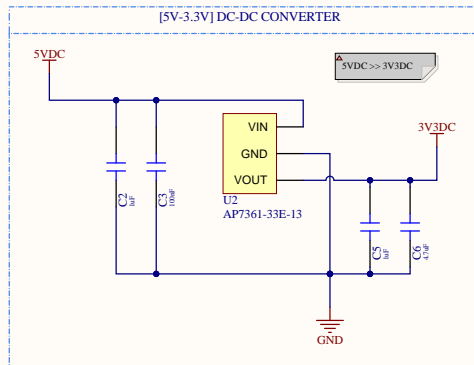 [5V-3.3V] DC-DC CONVERTER
5VDC
5VDC >> 3V3DC
VIN
GND
VOUT
3V3DC
U2
AP7361-33E-13
C2
1uF
C3
100uF
C5
1uF
C6
4.7uF
GND